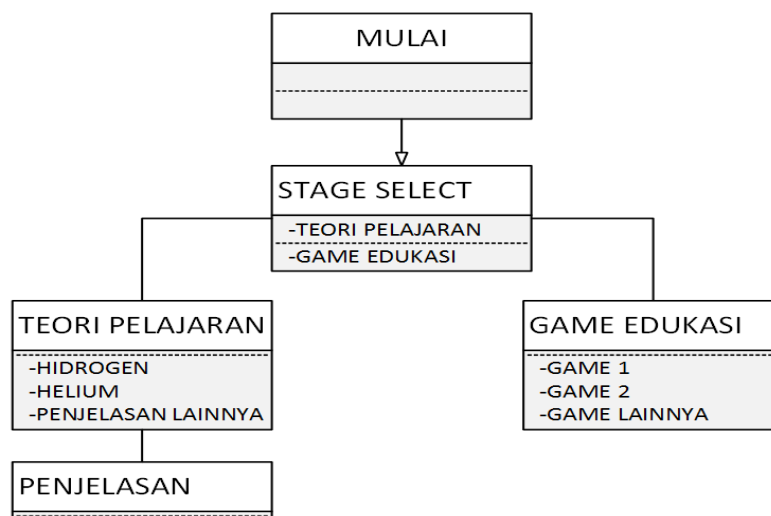 MULAI
STAGE SELECT
-TEORI PELAJARAN
-GAME EDUKASI
TEORI PELAJARAN
-HIDROGEN
-HELIUM
-PENJELASAN LAINNYA
GAME EDUKASI
-GAME 1
-GAME 2
-GAME LAINNYA
PENJELASAN